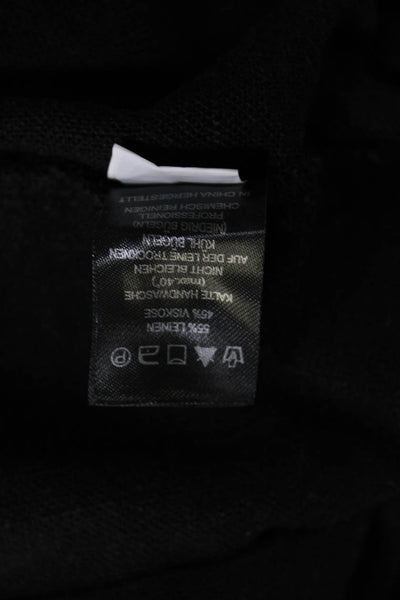 55% LEINEN
45% VISKOSE
KALTE HANDWÄSCHE
(max.40°)
NICHT BLEICHEN
AUF DER LEINE TROCKNEN
KÜHL BÜGELN
(NIEDRIG BÜGELN)
PROFESSIONELL
CHEMISCH REINIGEN
IN CHINA HERGESTELLT